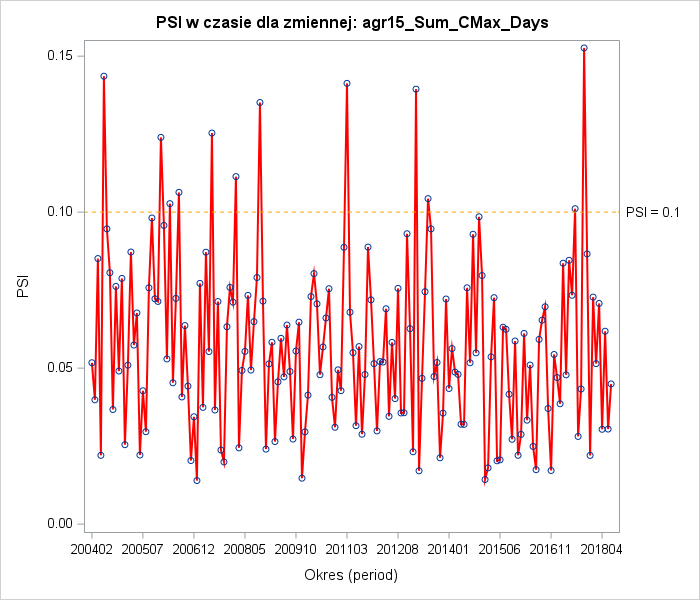 PSI w czasie dla zmiennej: agr15_Sum_CMax_Days
0.15
0.10
PSI = 0.1
PSI
0.05
0.00
200402 200507 200612 200805 200910 201103 201208 201401 201506 201611 201804
Okres (period)